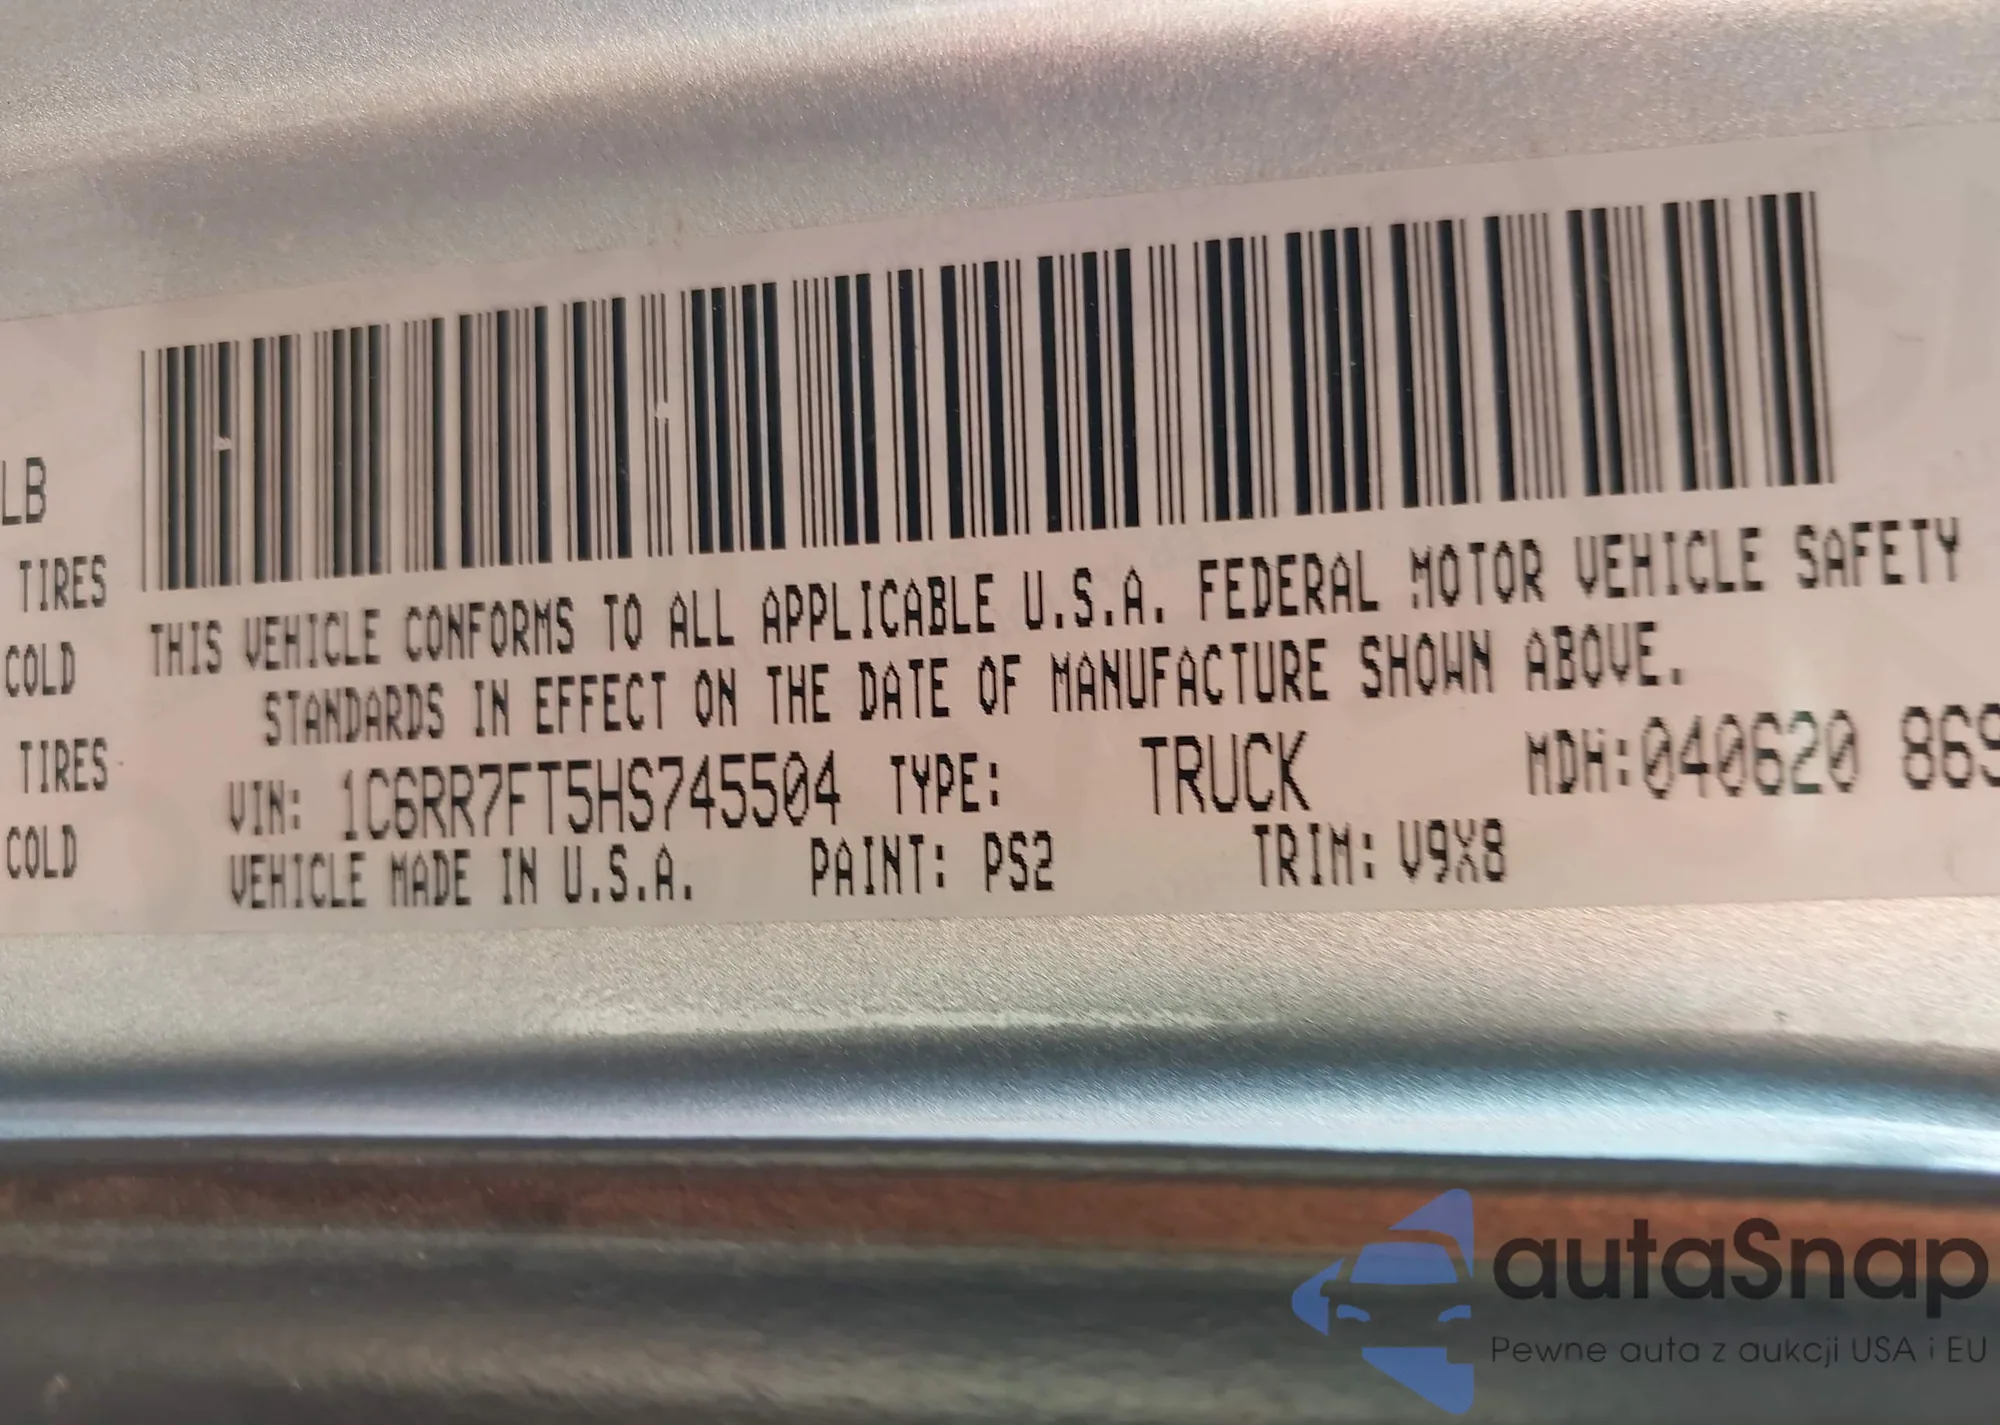 LB
TIRES
COLD
TIRES
COLD
THIS VEHICLE CONFORMS TO ALL APPLICABLE U.S.A. FEDERAL MOTOR VEHICLE SAFETY
STANDARDS IN EFFECT ON THE DATE OF MANUFACTURE SHOWN ABOVE.
VIN: 1C6RR7FT5HS745504 TYPE: TRUCK MDH:040620 869
VEHICLE MADE IN U.S.A. PAINT: PS2 TRIM: V9X8
autaSnap
Pewne auta z aukcji USA i EU